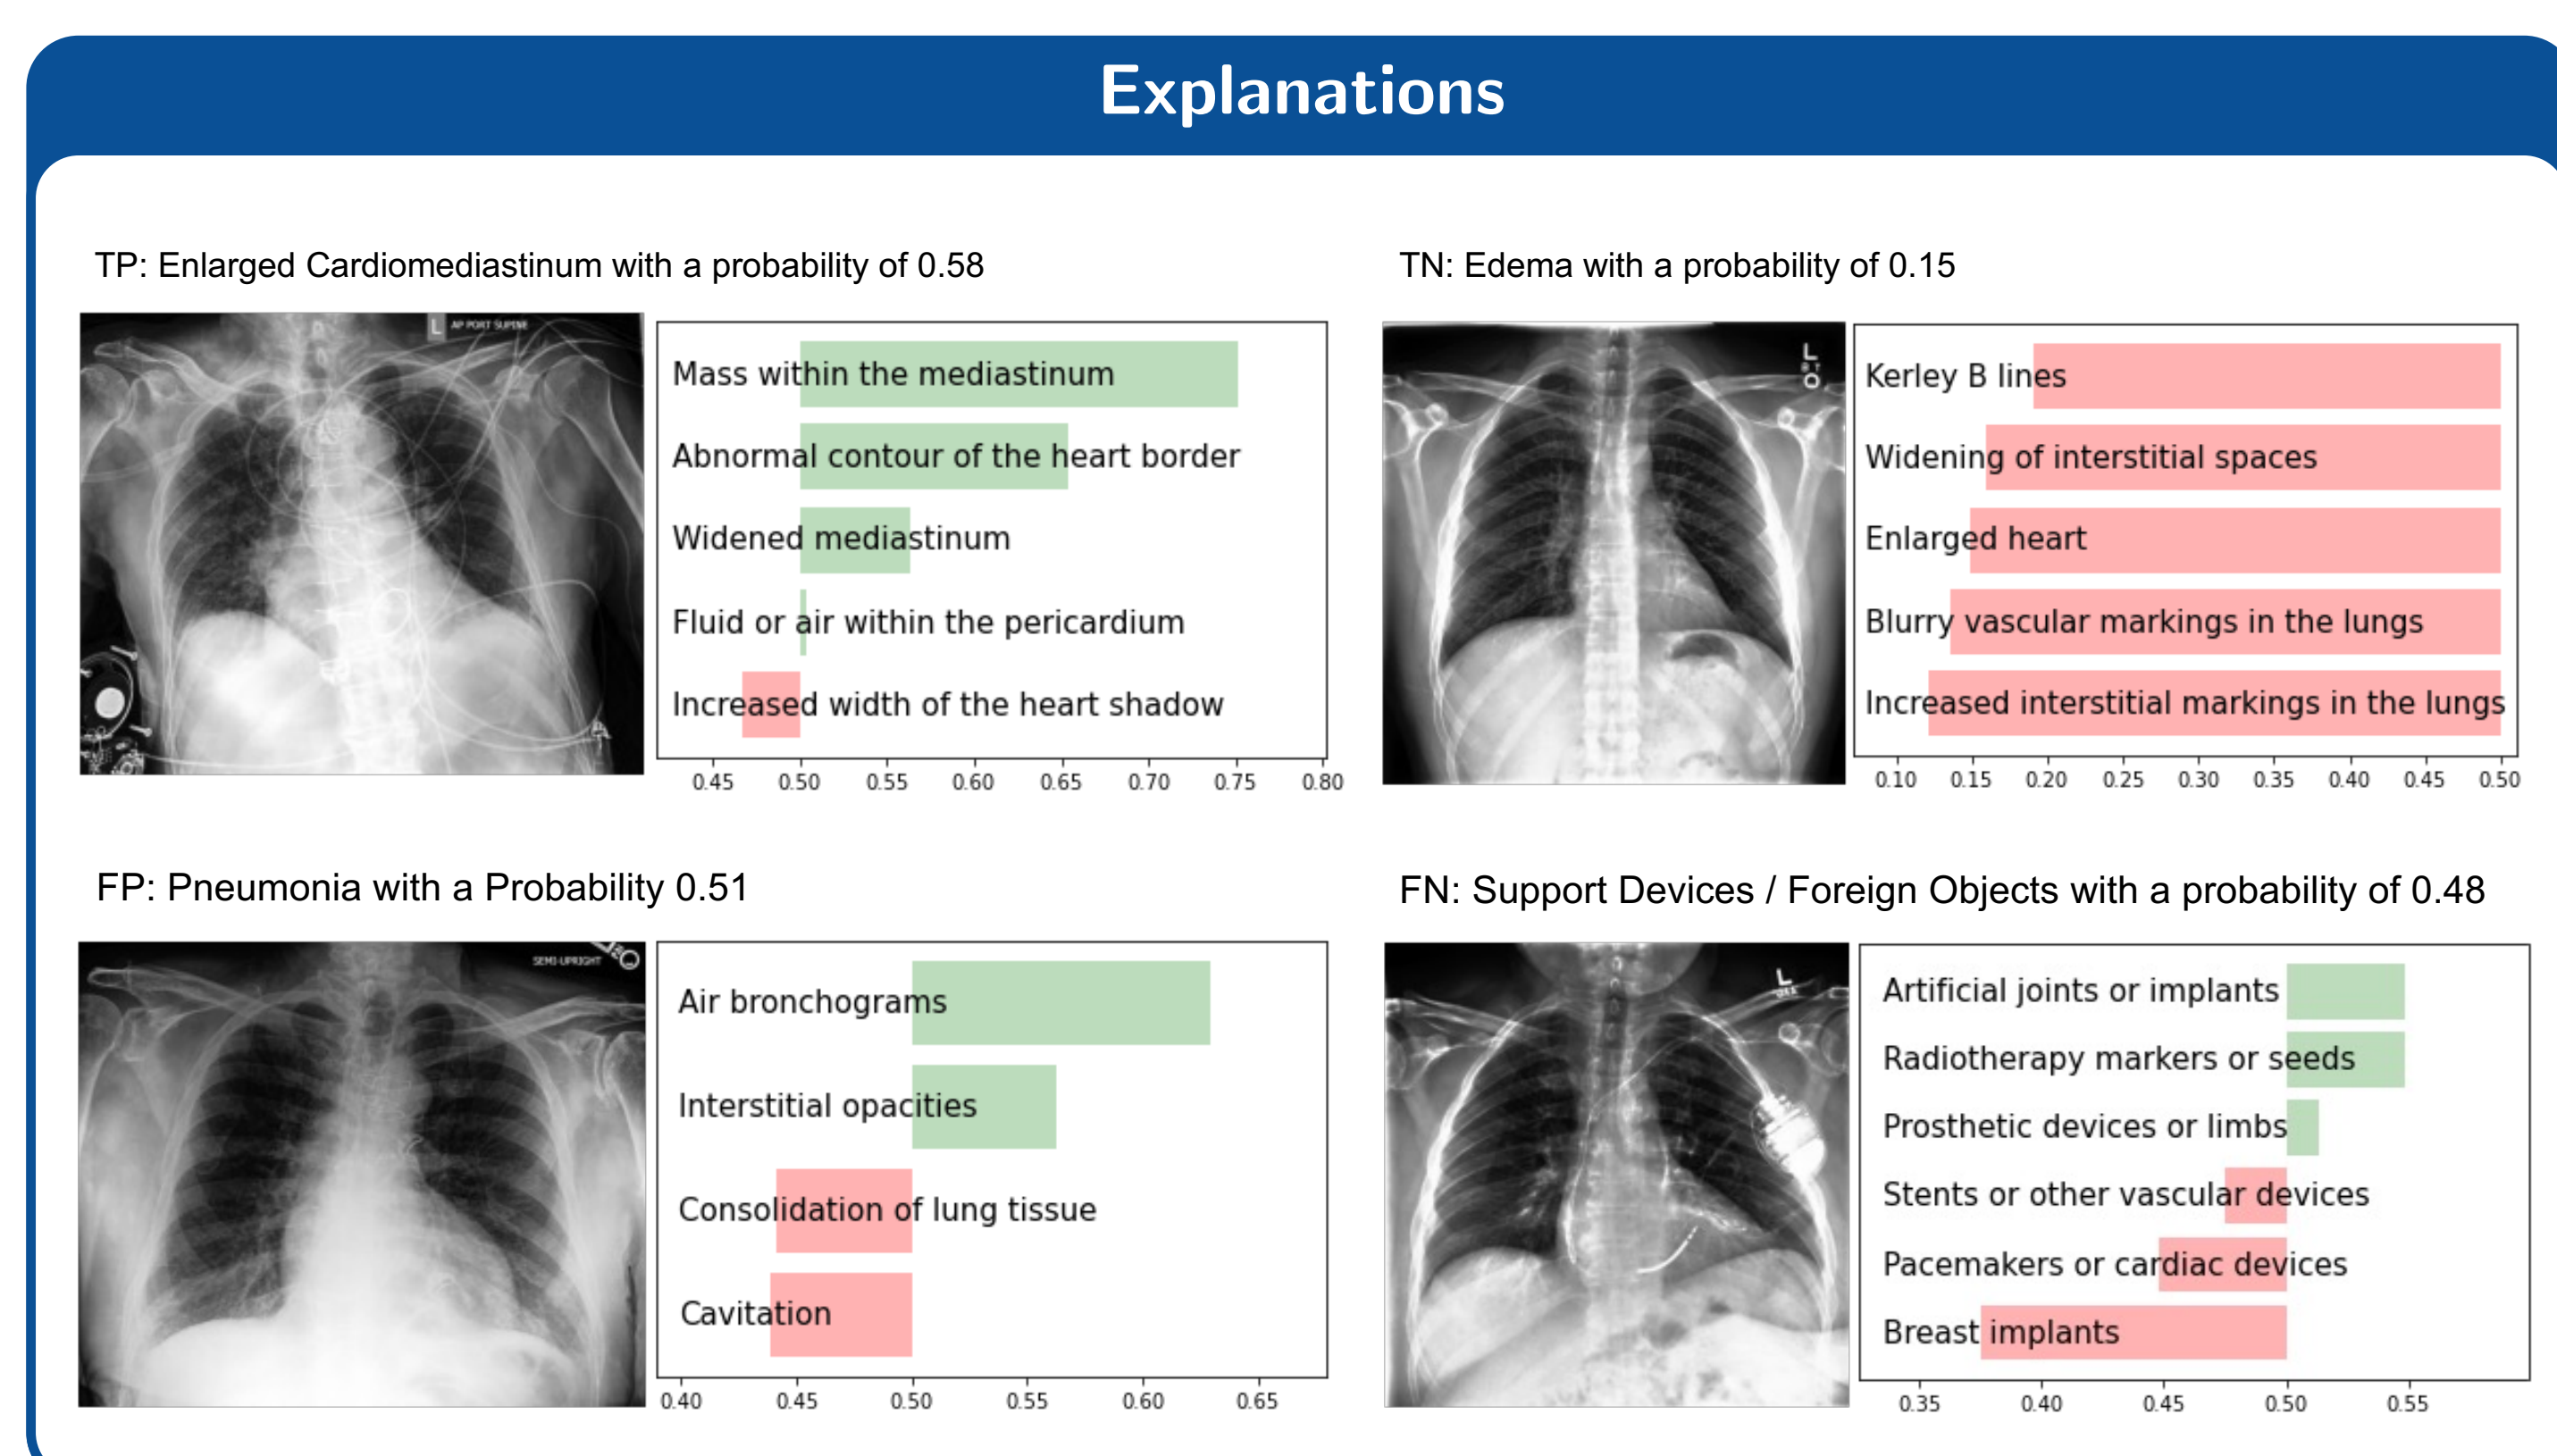 Explanations
TP: Enlarged Cardiomediastinum with a probability of 0.58
L AP PORT SUPINE
Mass within the mediastinum
Abnormal contour of the heart border
Widened mediastinum
Fluid or air within the pericardium
Increased width of the heart shadow
0.45 0.50 0.55 0.60 0.65 0.70 0.75 0.80
TN: Edema with a probability of 0.15
L
Kerley B lines
Widening of interstitial spaces
Enlarged heart
Blurry vascular markings in the lungs
Increased interstitial markings in the lungs
0.10 0.15 0.20 0.25 0.30 0.35 0.40 0.45 0.50
FP: Pneumonia with a Probability 0.51
SEMI-UPRIGHT
Air bronchograms
Interstitial opacities
Consolidation of lung tissue
Cavitation
0.40 0.45 0.50 0.55 0.60 0.65
FN: Support Devices / Foreign Objects with a probability of 0.48
L
Artificial joints or implants
Radiotherapy markers or seeds
Prosthetic devices or limbs
Stents or other vascular devices
Pacemakers or cardiac devices
Breast implants
0.35 0.40 0.45 0.50 0.55